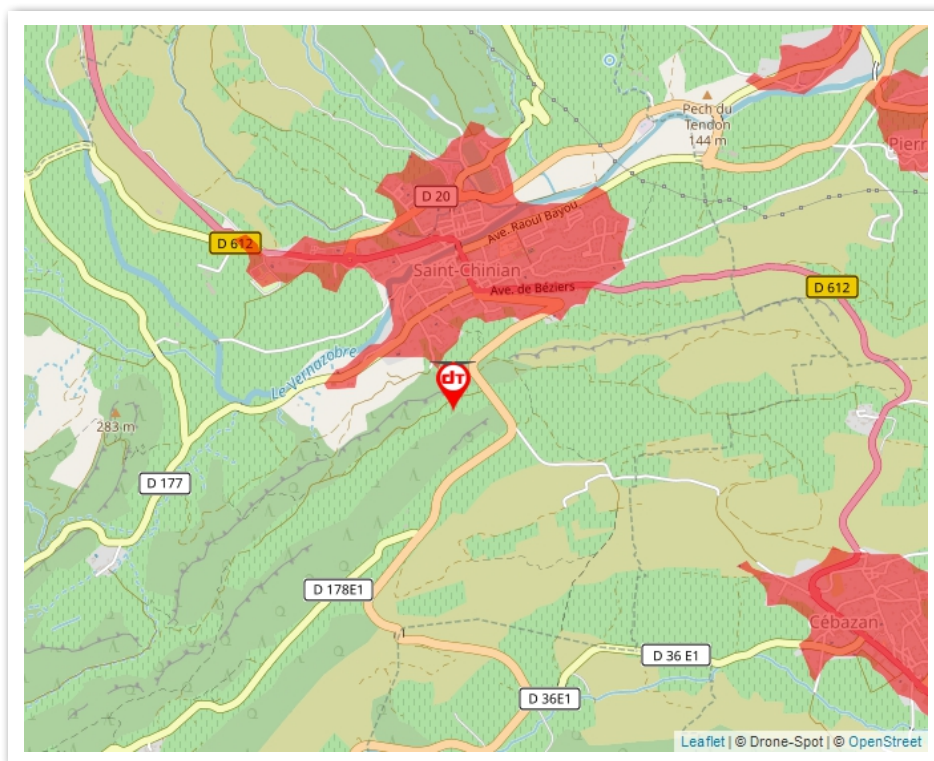 Pech du
Tendon
144 m
Pierr
D 20
Ave. Raoul Bayou
D 612
Saint-Chinian
Ave. de Béziers
D 612
Le Vernazobre
dT
283 m
D 177
D 178E1
Cébazan
D 36 E1
D 36E1
Leaflet | © Drone-Spot | © OpenStreet